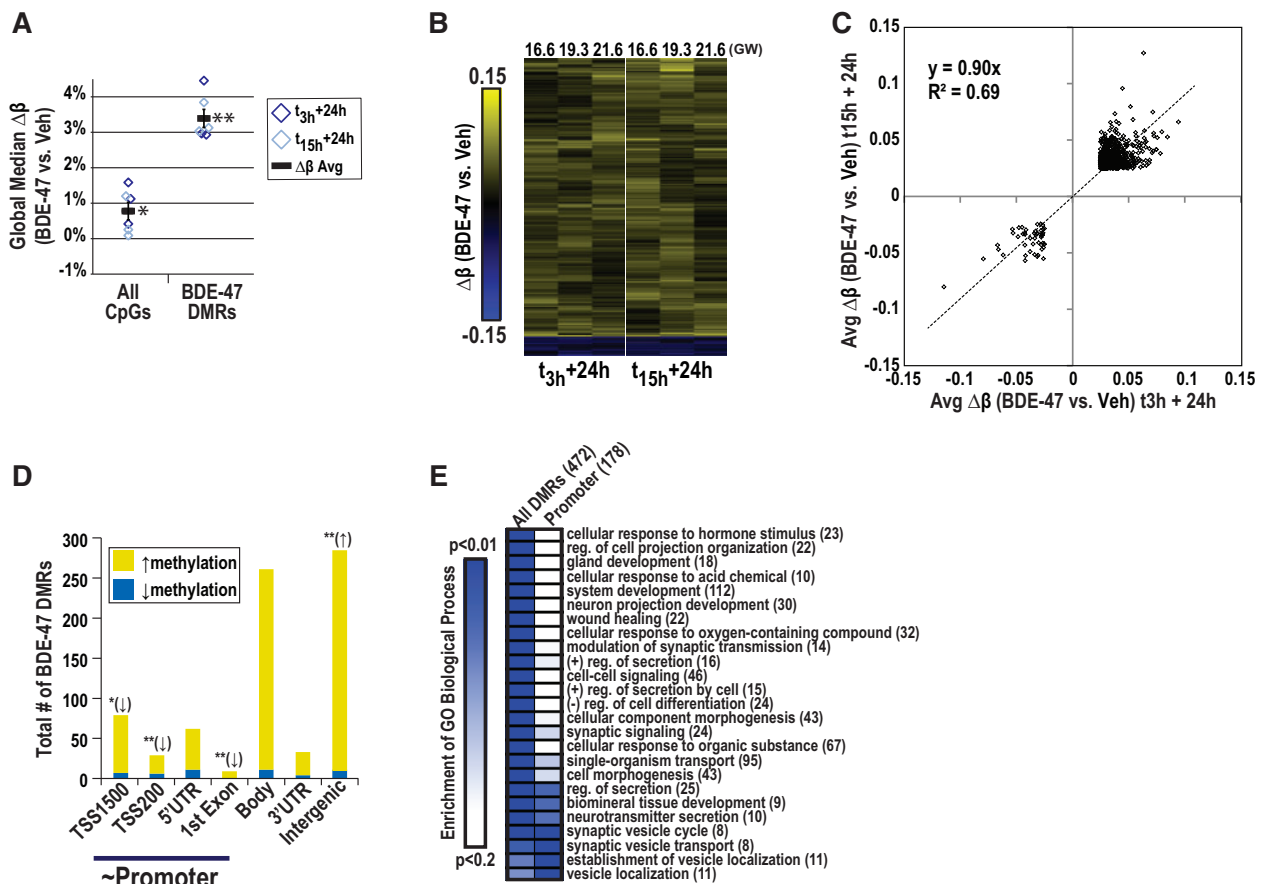 A
4%
3%
2%
1%
0%
-1%
Global Median Δβ
(BDE-47 vs. Veh)
**
*
All
CpGs
BDE-47
DMRs
t3h+24h
t15h+24h
Δβ Avg
B
16.6 19.3 21.6 16.6 19.3 21.6 (GW)
0.15
Δβ (BDE-47 vs. Veh)
-0.15
t3h+24h t15h+24h
C
0.15
0.1
0.05
0
-0.05
-0.1
-0.15
y = 0.90x
R² = 0.69
Avg Δβ (BDE-47 vs. Veh) t15h + 24h
-0.15 -0.1 -0.05 0 0.05 0.1 0.15
Avg Δβ (BDE-47 vs. Veh) t3h + 24h
D
Total # of BDE-47 DMRs
300
250
200
150
100
50
0
↑methylation
↓methylation
*(↓)
**(↓)
**(↓)
**(↑)
TSS1500
TSS200
5'UTR
1st Exon
Body
3'UTR
Intergenic
~Promoter
E
All DMRs (472)
Promoter (178)
p<0.01
Enrichment of GO Biological Process
p<0.2
cellular response to hormone stimulus (23)
reg. of cell projection organization (22)
gland development (18)
cellular response to acid chemical (10)
system development (112)
neuron projection development (30)
wound healing (22)
cellular response to oxygen-containing compound (32)
modulation of synaptic transmission (14)
(+) reg. of secretion (16)
cell-cell signaling (46)
(+) reg. of secretion by cell (15)
(-) reg. of cell differentiation (24)
cellular component morphogenesis (43)
synaptic signaling (24)
cellular response to organic substance (67)
single-organism transport (95)
cell morphogenesis (43)
reg. of secretion (25)
biomineral tissue development (9)
neurotransmitter secretion (10)
synaptic vesicle cycle (8)
synaptic vesicle transport (8)
establishment of vesicle localization (11)
vesicle localization (11)